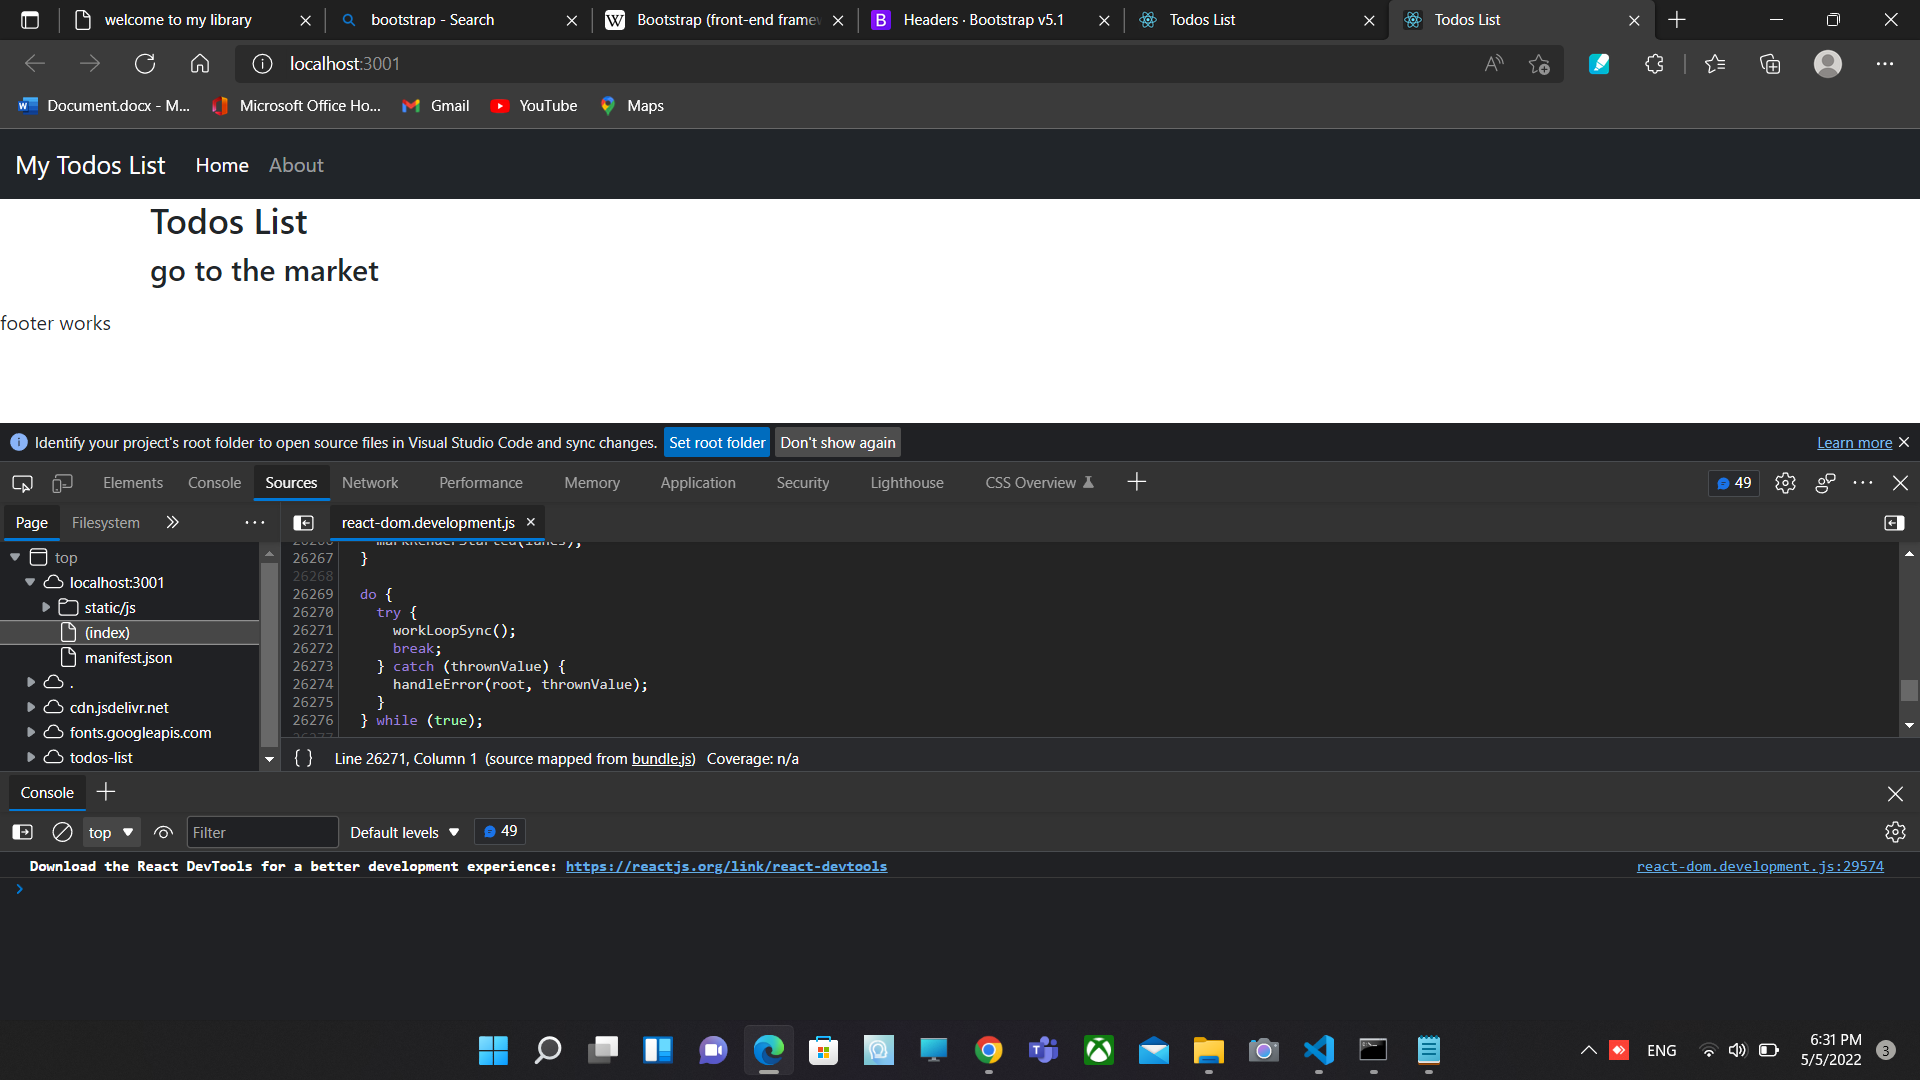 welcome to my library
bootstrap - Search
Bootstrap (front-end frame
Headers · Bootstrap v5.1
Todos List
Todos List
localhost:3001
Document.docx - M...
Microsoft Office Ho...
Gmail
YouTube
Maps
My Todos List
Home
About
Todos List
go to the market
footer works
Identify your project's root folder to open source files in Visual Studio Code and sync changes.
Set root folder
Don't show again
Learn more
Elements
Console
Sources
Network
Performance
Memory
Application
Security
Lighthouse
CSS Overview
49
Page
Filesystem
react-dom.development.js
top
localhost:3001
static/js
(index)
manifest.json
.
cdn.jsdelivr.net
fonts.googleapis.com
todos-list
26266 markRenderStarted(lanes);
26267 }
26268
26269 do {
26270 try {
26271 workLoopSync();
26272 break;
26273 } catch (thrownValue) {
26274 handleError(root, thrownValue);
26275 }
26276 } while (true);
26277
{ } Line 26271, Column 1 (source mapped from bundle.js) Coverage: n/a
Console
top
Filter
Default levels
49
Download the React DevTools for a better development experience: https://reactjs.org/link/react-devtools
react-dom.development.js:29574
ENG
6:31 PM
5/5/2022
3